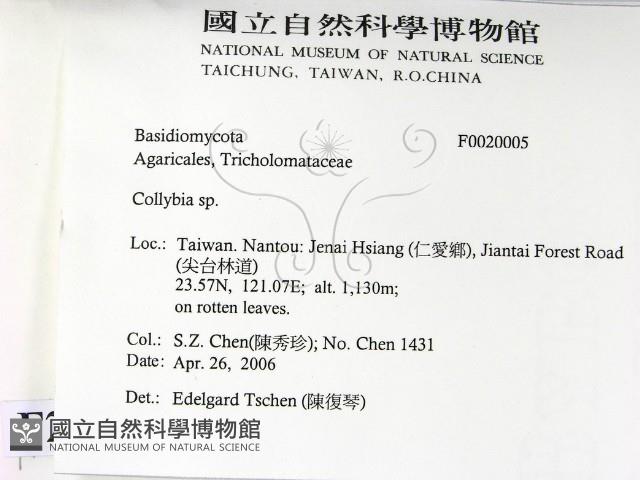 國立自然科學博物館
NATIONAL MUSEUM OF NATURAL SCIENCE
TAICHUNG, TAIWAN, R.O.CHINA
Basidiomycota F0020005
Agaricales, Tricholomataceae
Collybia sp.
Loc.: Taiwan. Nantou: Jenai Hsiang (仁愛鄉), Jiantai Forest Road
(尖台林道)
23.57N, 121.07E; alt. 1,130m;
on rotten leaves.
Col.: S.Z. Chen(陳秀珍); No. Chen 1431
Date: Apr. 26, 2006
Det.: Edelgard Tschen (陳復琴)
國立自然科學博物館
NATIONAL MUSEUM OF NATURAL SCIENCE